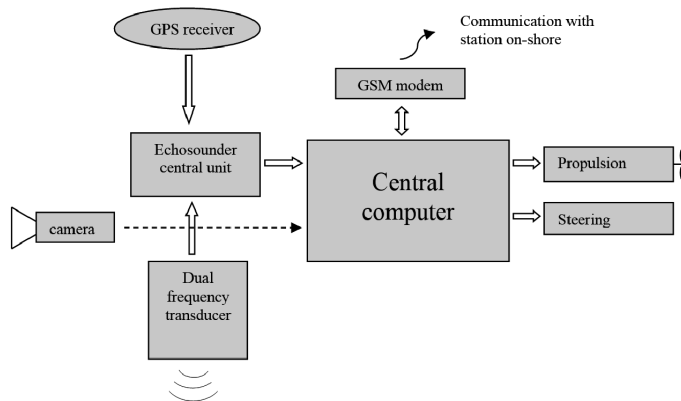 GPS receiver
Communication with
station on-shore
GSM modem
Echosounder
central unit
Central
computer
Propulsion
camera
Steering
Dual
frequency
transducer